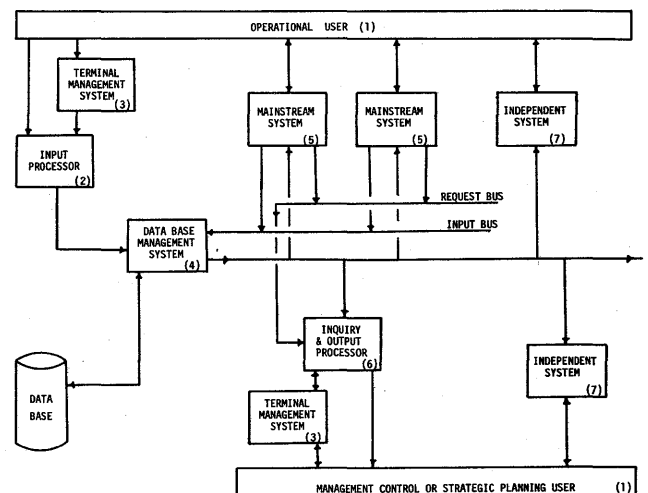 OPERATIONAL USER (1)
TERMINAL
MANAGEMENT
SYSTEM
(3)
MAINSTREAM
SYSTEM
(5)
MAINSTREAM
SYSTEM
(5)
INDEPENDENT
SYSTEM
(7)
INPUT
PROCESSOR
(2)
REQUEST BUS
INPUT BUS
DATA BASE
MANAGEMENT
SYSTEM
(4)
INQUIRY
& OUTPUT
PROCESSOR
(6)
INDEPENDENT
SYSTEM
(7)
DATA
BASE
TERMINAL
MANAGEMENT
SYSTEM
(3)
MANAGEMENT CONTROL OR STRATEGIC PLANNING USER (1)